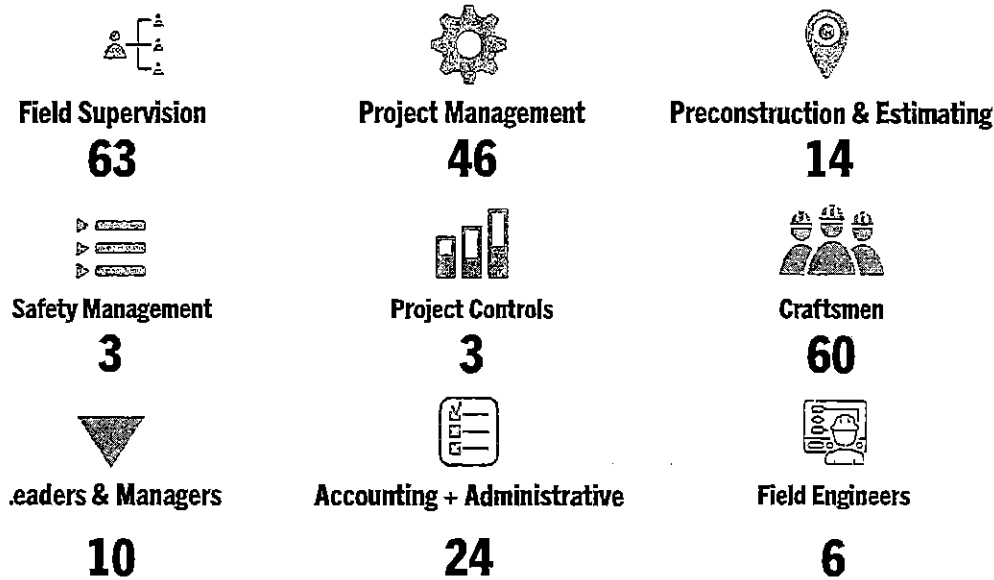 Field Supervision
63
Project Management
46
Preconstruction & Estimating
14
Safety Management
3
Project Controls
3
Craftsmen
60
.eaders & Managers
10
Accounting + Administrative
24
Field Engineers
6